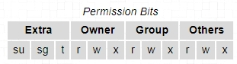 Permission Bits
Extra Owner Group Others
su sg t r w x r w x r w x